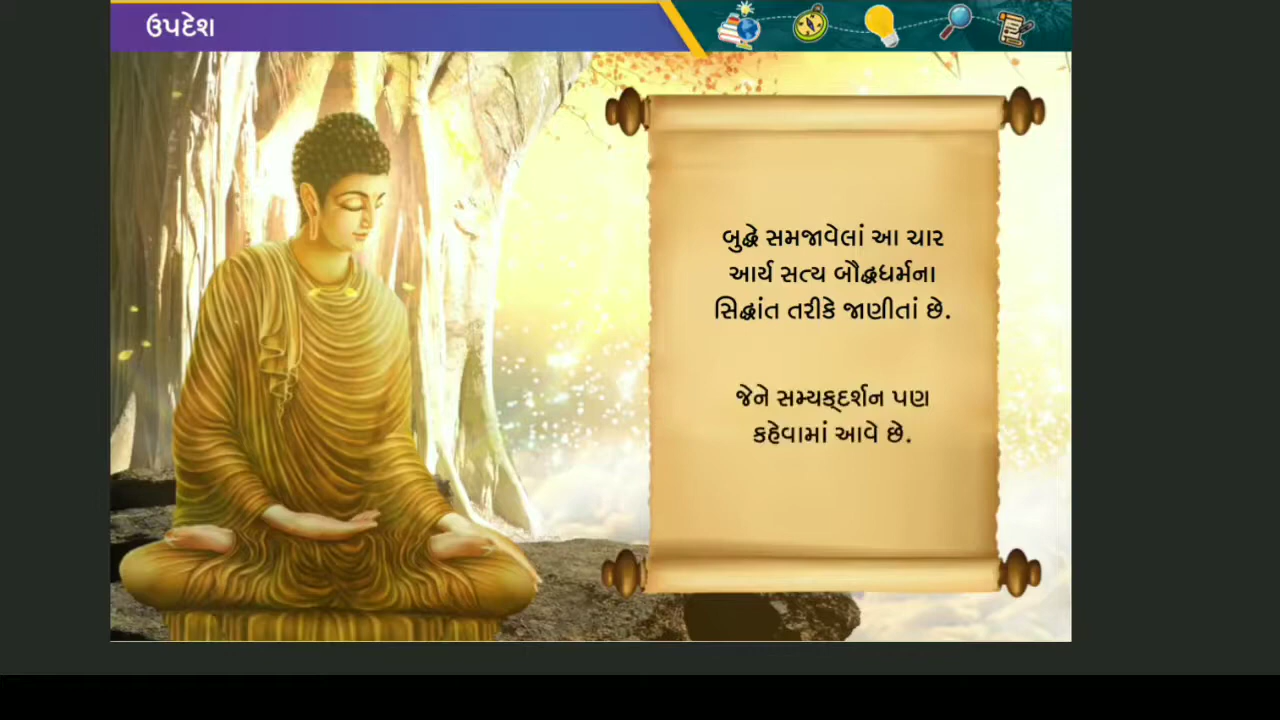 ઉપદેશ
બુદ્ધે સમજાવેલાં આ ચાર
આર્ય સત્ય બૌદ્ધધર્મના
સિદ્ધાંત તરીકે જાણીતાં છે.
જેને સમ્યક્દર્શન પણ
કહેવામાં આવે છે.